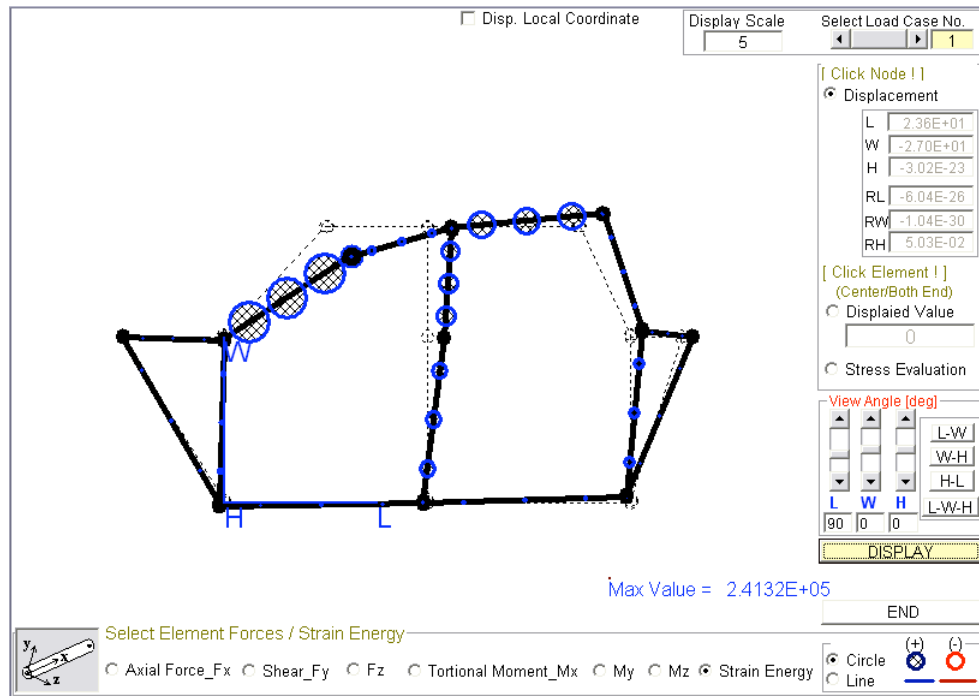 Disp. Local Coordinate
Display Scale
5
Select Load Case No.
1
[ Click Node ! ]
Displacement
L 2.36E+01
W -2.70E+01
H -3.02E-23
RL -6.04E-26
RW -1.04E-30
RH 5.03E-02
[ Click Element ! ]
(Center/Both End)
Displaied Value
0
Stress Evaluation
View Angle [deg]
L-W
W-H
H-L
L-W-H
L W H
90 0 0
DISPLAY
W
H
L
Max Value = 2.4132E+05
END
Select Element Forces / Strain Energy
y
x
z
Axial Force_Fx Shear_Fy Fz Tortional Moment_Mx My Mz Strain Energy
(+) (-)
Circle
Line